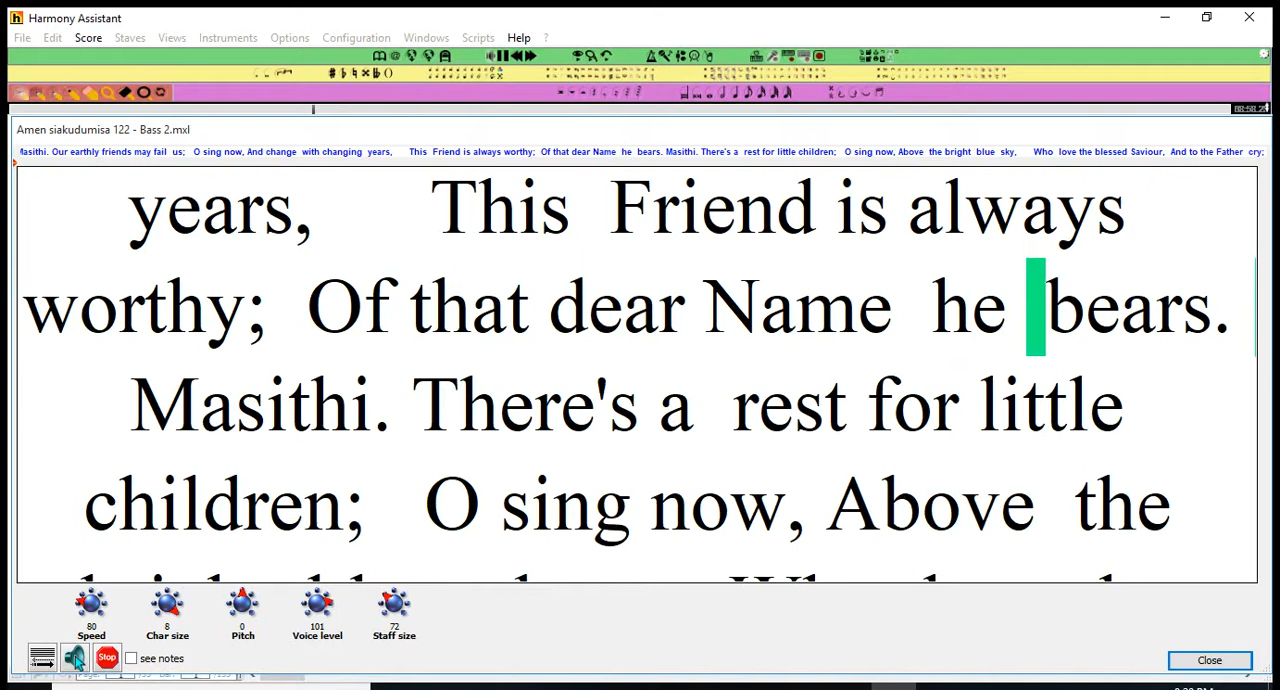 Harmony Assistant
File Edit Score Staves Views Instruments Options Configuration Windows Scripts Help ?
Amen siakudumisa 122 - Bass 2.mxl
Masithi. Our earthly friends may fail us; O sing now, And change with changing years, This Friend is always worthy; Of that dear Name he bears. Masithi. There's a rest for little children; O sing now, Above the bright blue sky, Who love the blessed Saviour, And to the Father cry;
years, This Friend is always
worthy; Of that dear Name he bears.
Masithi. There's a rest for little
children; O sing now, Above the
80 8 0 101 72
Speed Char size Pitch Voice level Staff size
Stop see notes Close